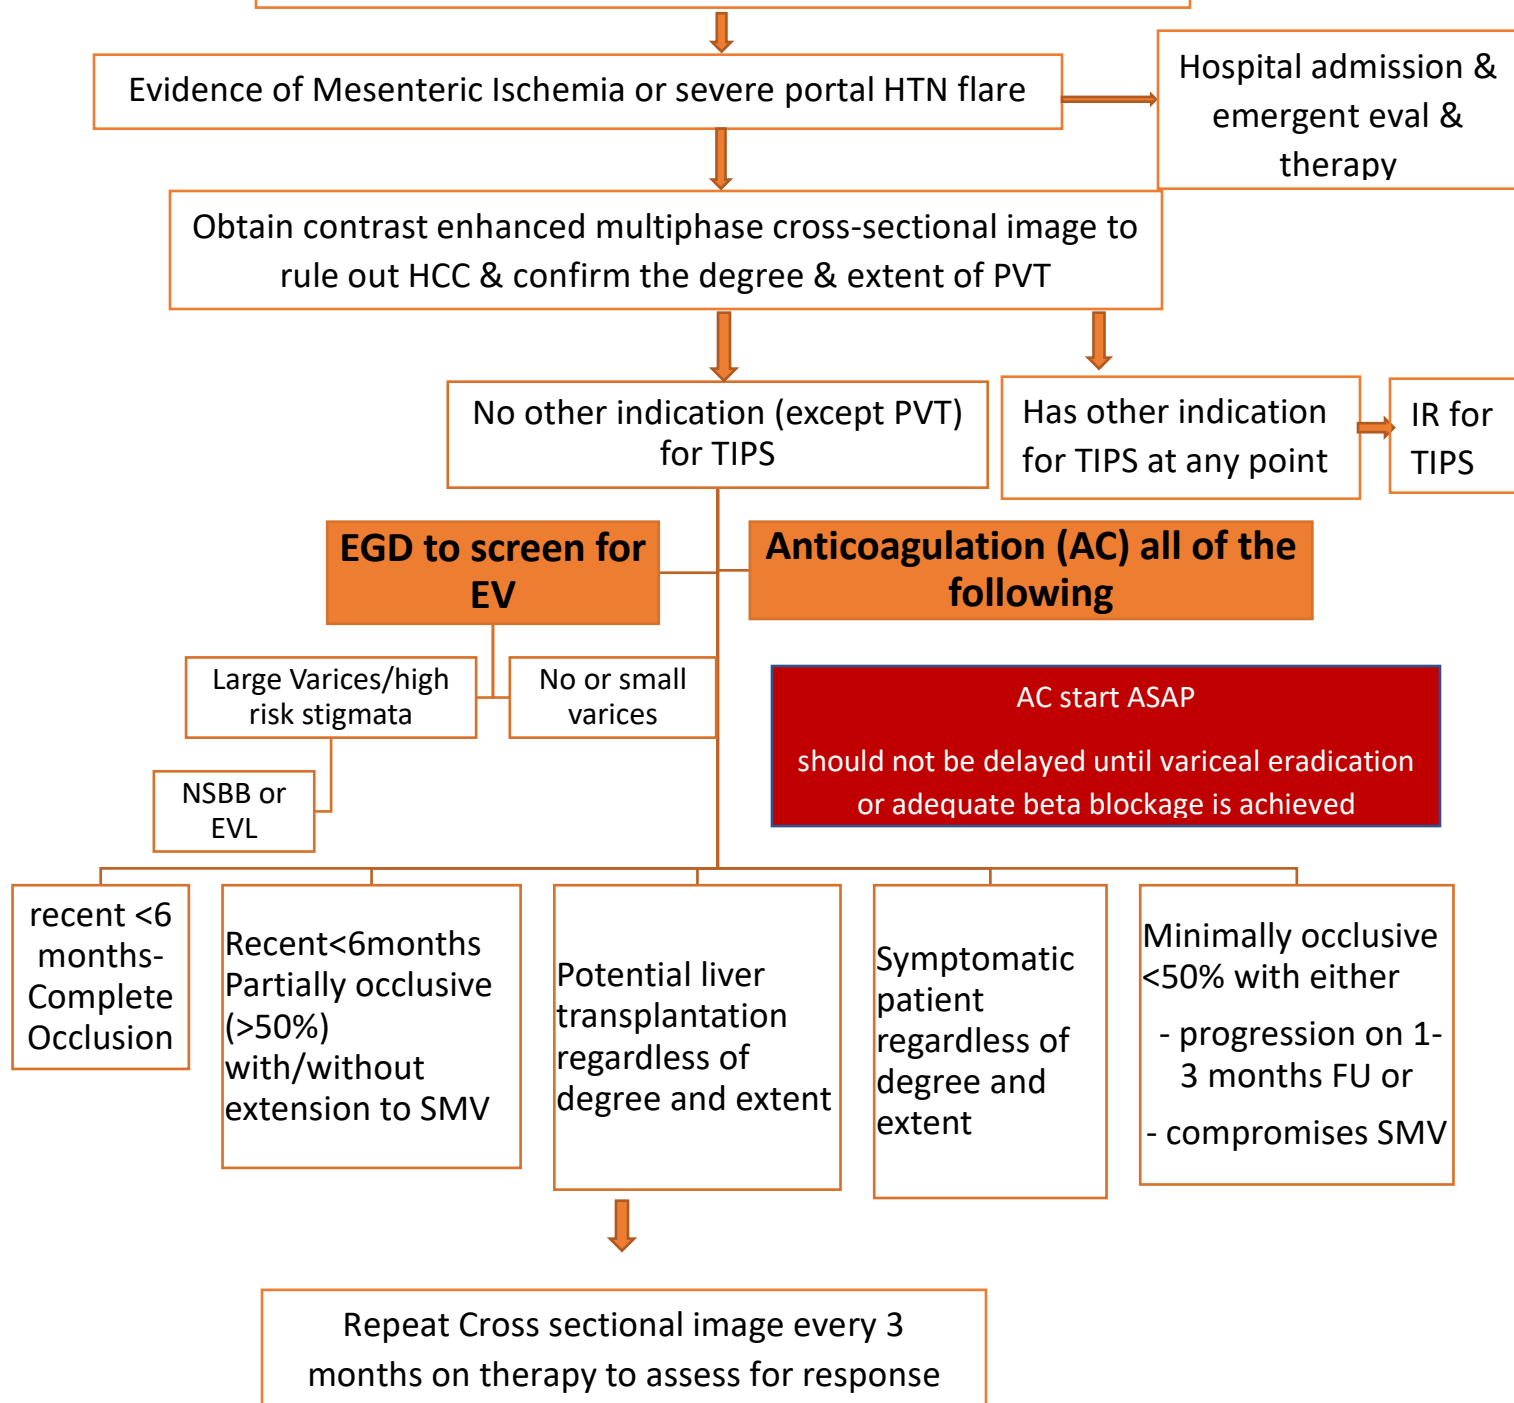 Evidence of Mesenteric Ischemia or severe portal HTN flare
Hospital admission &
emergent eval &
therapy
Obtain contrast enhanced multiphase cross-sectional image to
rule out HCC & confirm the degree & extent of PVT
No other indication (except PVT)
for TIPS
Has other indication
for TIPS at any point
IR for
TIPS
EGD to screen for
EV
Anticoagulation (AC) all of the
following
Large Varices/high
risk stigmata
No or small
varices
NSBB or
EVL
AC start ASAP
should not be delayed until variceal eradication
or adequate beta blockage is achieved
recent <6
months-
Complete
Occlusion
Recent<6months
Partially occlusive
(>50%)
with/without
extension to SMV
Potential liver
transplantation
regardless of
degree and extent
Symptomatic
patient
regardless of
degree and
extent
Minimally occlusive
<50% with either
- progression on 1-
3 months FU or
- compromises SMV
Repeat Cross sectional image every 3
months on therapy to assess for response